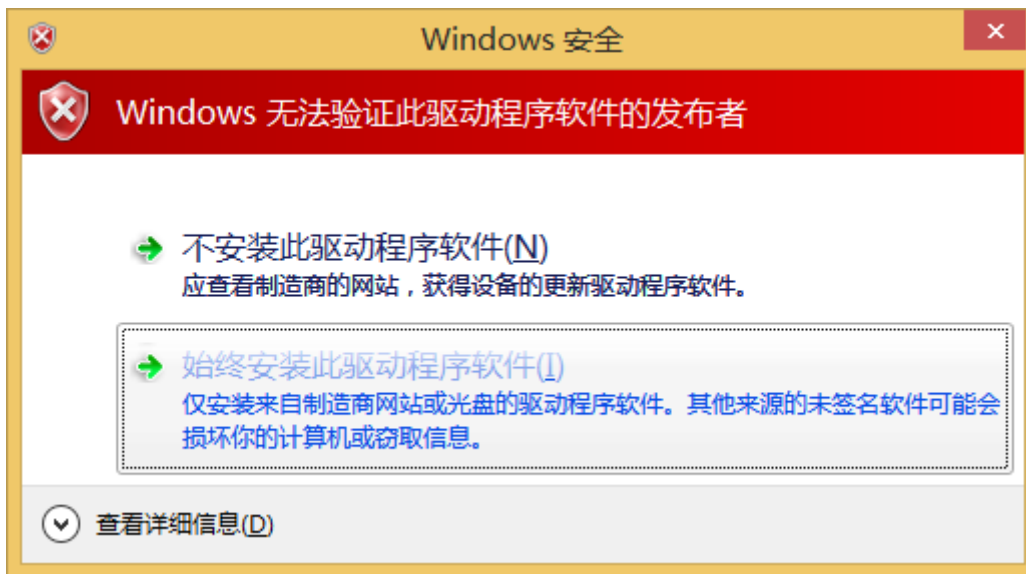 Windows 安全
Windows 无法验证此驱动程序软件的发布者
不安装此驱动程序软件(N)
应查看制造商的网站，获得设备的更新驱动程序软件。
始终安装此驱动程序软件(I)
仅安装来自制造商网站或光盘的驱动程序软件。其他来源的未签名软件可能会
损坏你的计算机或窃取信息。
查看详细信息(D)